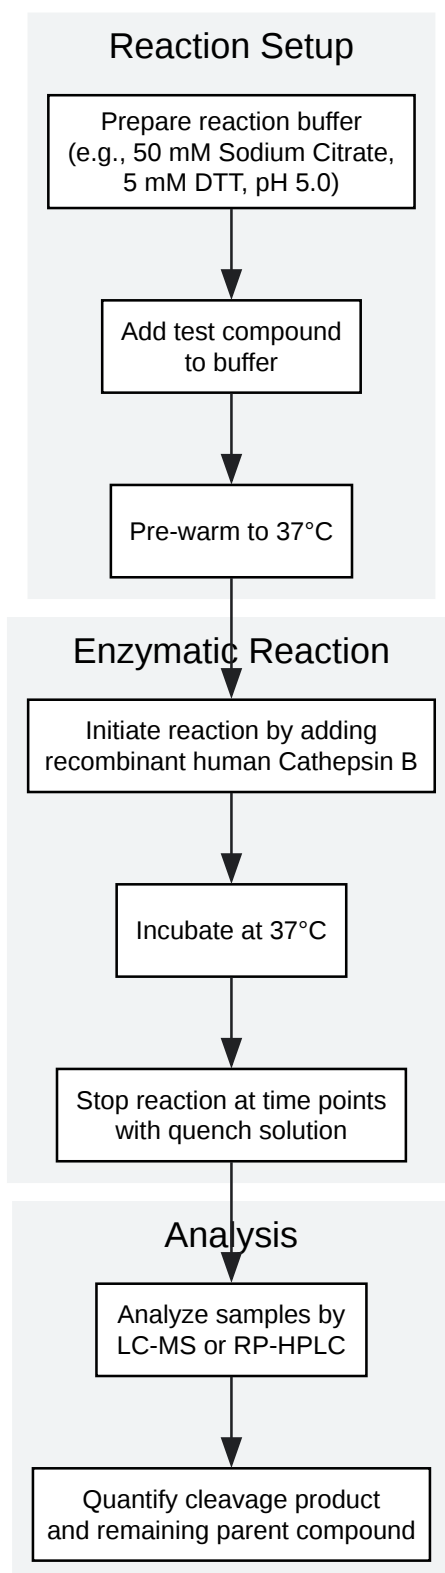 Reaction Setup
Prepare reaction buffer
(e.g., 50 mM Sodium Citrate,
5 mM DTT, pH 5.0)
Add test compound
to buffer
Pre-warm to 37°C
Enzymatic Reaction
Initiate reaction by adding
recombinant human Cathepsin B
Incubate at 37°C
Stop reaction at time points
with quench solution
Analysis
Analyze samples by
LC-MS or RP-HPLC
Quantify cleavage product
and remaining parent compound